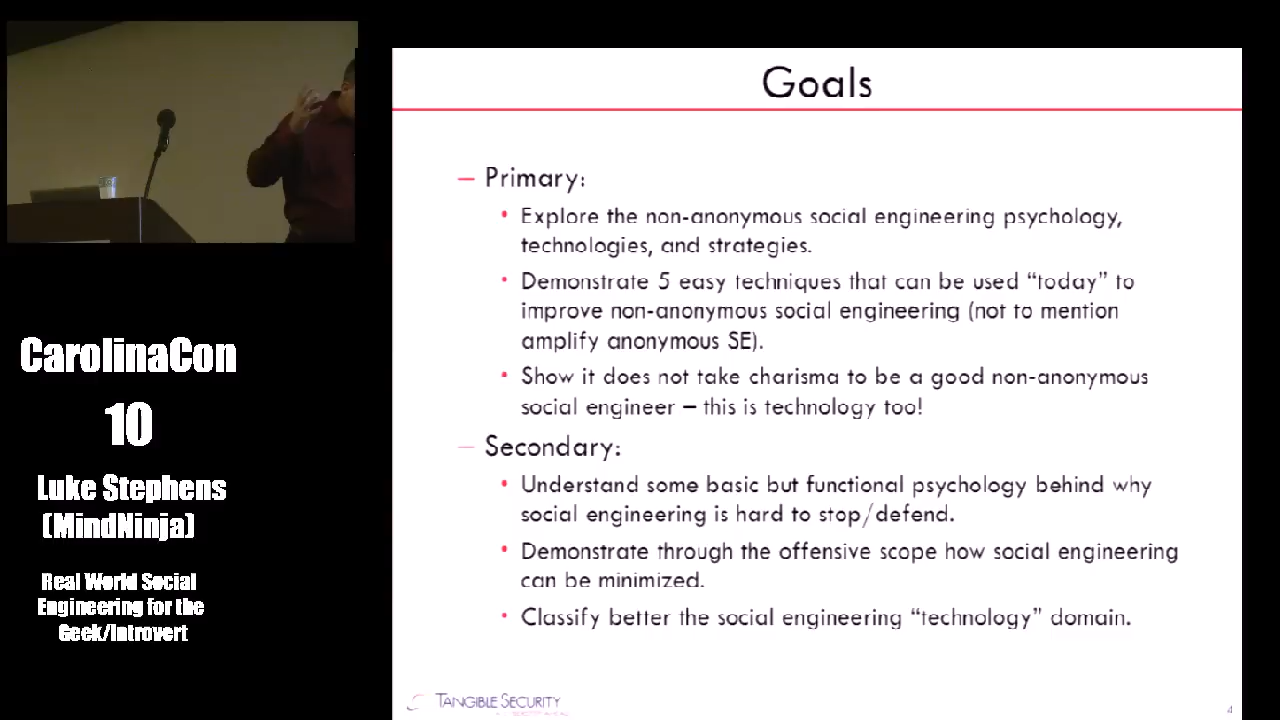 Goals
– Primary:
• Explore the non-anonymous social engineering psychology,
technologies, and strategies.
• Demonstrate 5 easy techniques that can be used “today” to
improve non-anonymous social engineering (not to mention
amplify anonymous SE).
• Show it does not take charisma to be a good non-anonymous
social engineer – this is technology too!
– Secondary:
• Understand some basic but functional psychology behind why
social engineering is hard to stop/defend.
• Demonstrate through the offensive scope how social engineering
can be minimized.
• Classify better the social engineering “technology” domain.
TANGIBLE SECURITY
4
CarolinaCon
10
Luke Stephens
(MindNinja)
Real World Social
Engineering for the
Geek/Introvert